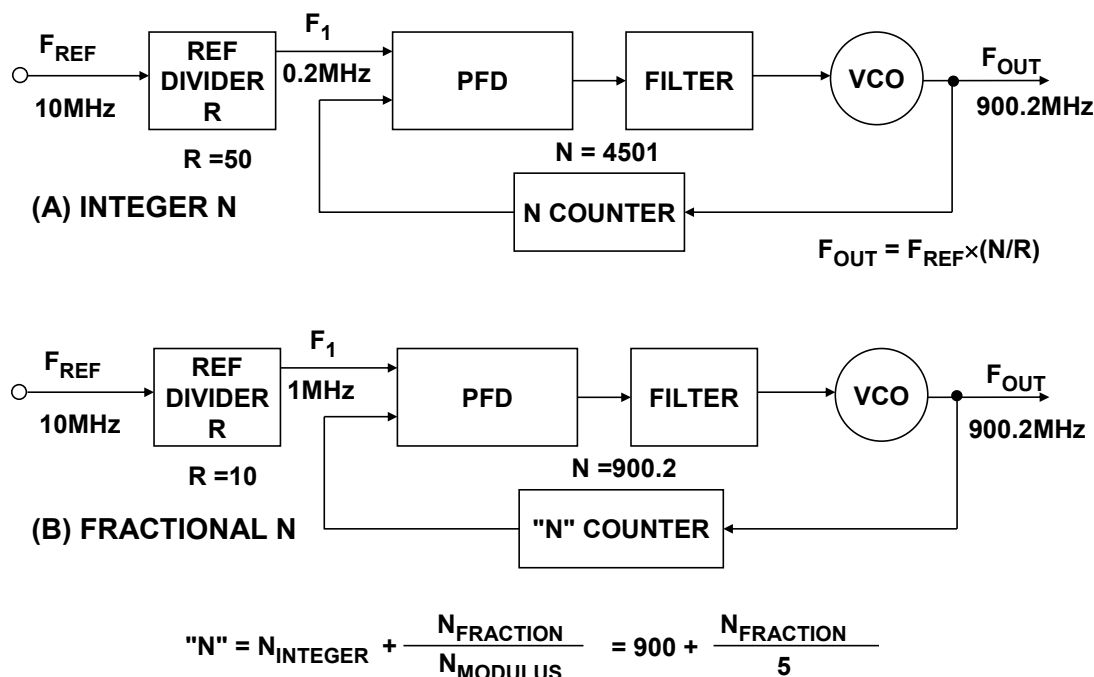 F_REF
10MHz
REF
DIVIDER
R
R =50
F_1
0.2MHz
PFD
FILTER
VCO
F_OUT
900.2MHz
N = 4501
N COUNTER
(A) INTEGER N
F_OUT = F_REF×(N/R)
F_REF
10MHz
REF
DIVIDER
R
R =10
F_1
1MHz
PFD
FILTER
VCO
F_OUT
900.2MHz
N =900.2
"N" COUNTER
(B) FRACTIONAL N
"N" = N_INTEGER + N_FRACTION / N_MODULUS = 900 + N_FRACTION / 5